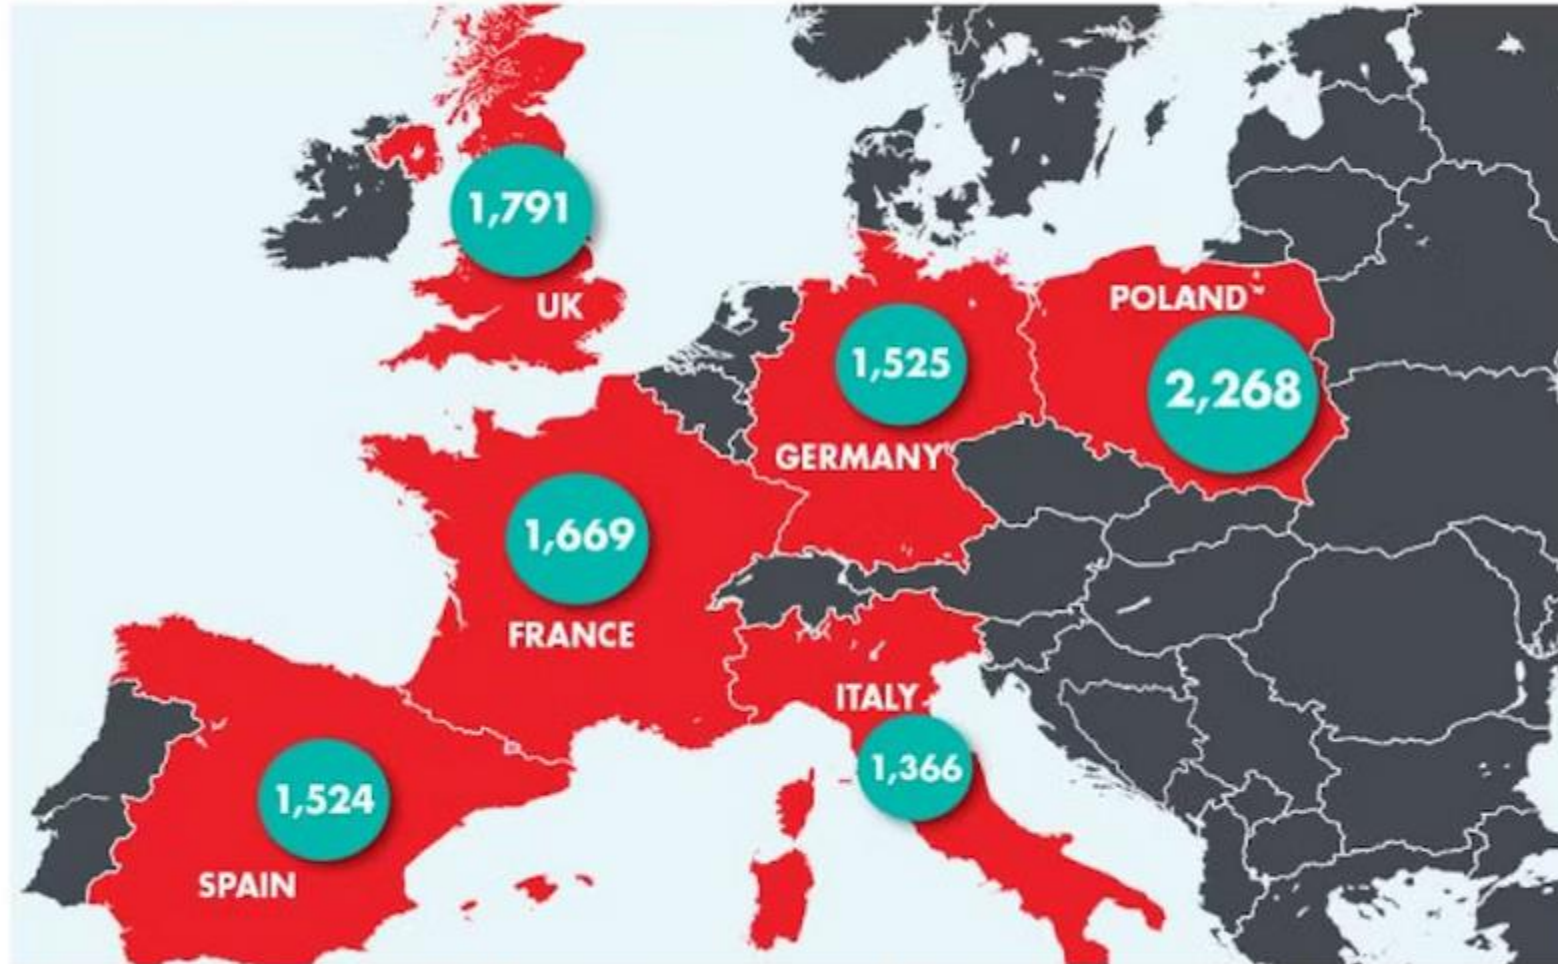 1,791
UK
POLAND
2,268
1,525
GERMANY
1,669
FRANCE
ITALY
1,366
1,524
SPAIN